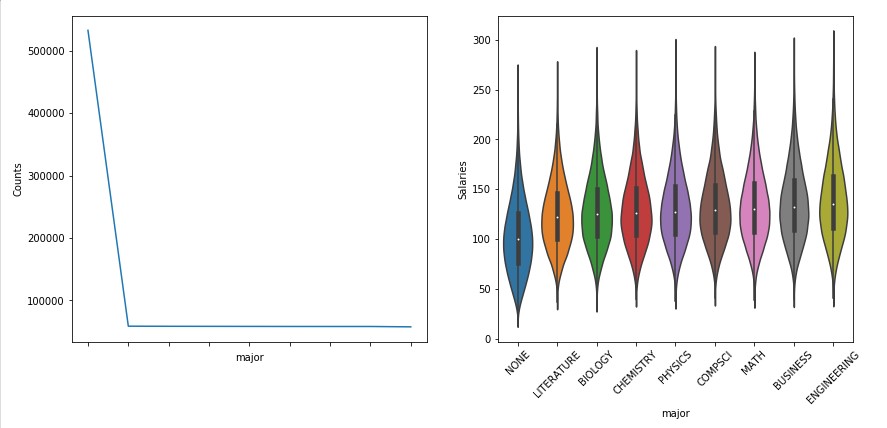 Counts
500000
400000
300000
200000
100000
major
Salaries
300
250
200
150
100
50
0
NONE
LITERATURE
BIOLOGY
CHEMISTRY
PHYSICS
COMPSCI
MATH
BUSINESS
ENGINEERING
major